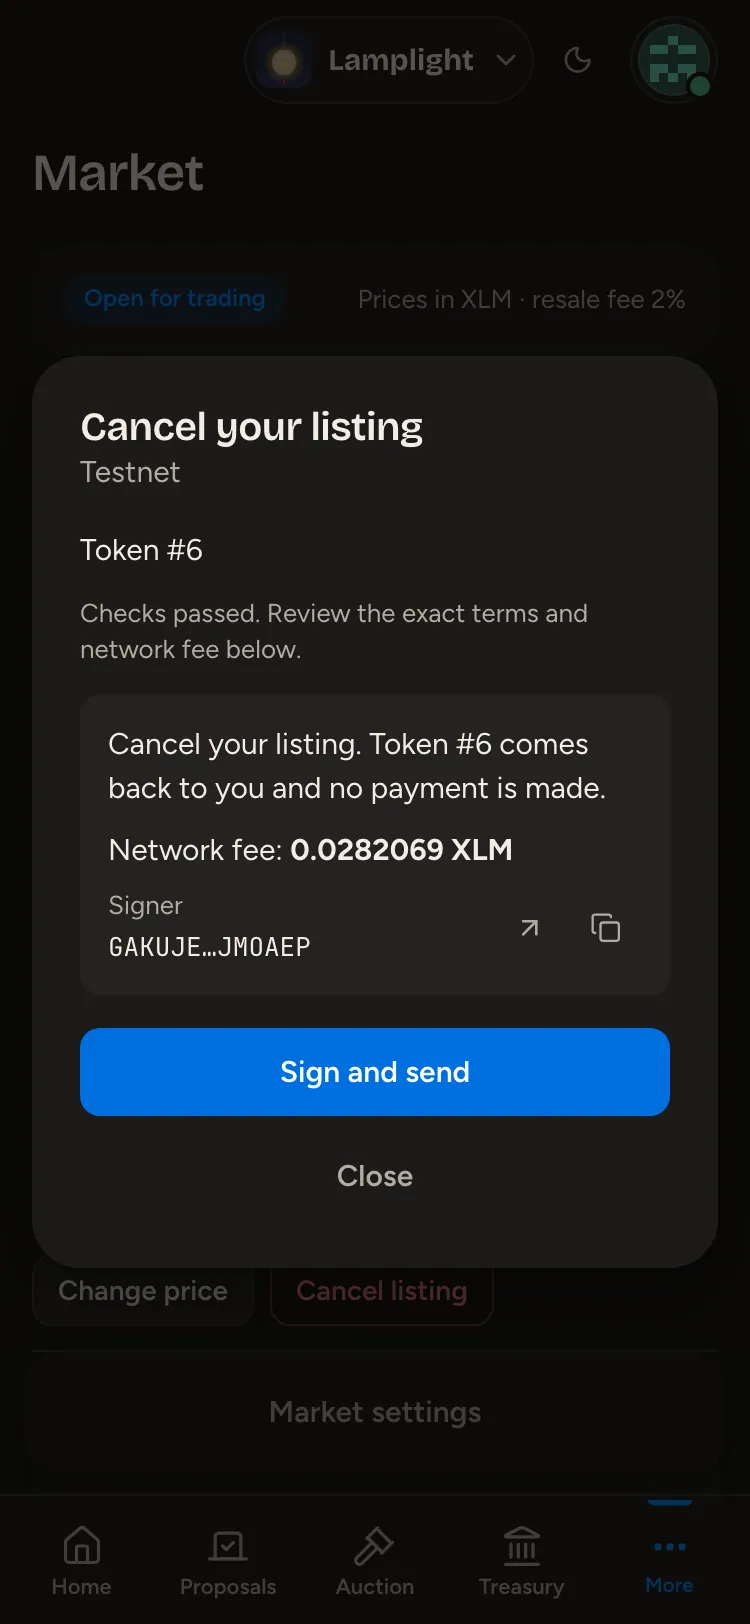 Lamplight
Market
Open for trading
Prices in XLM · resale fee 2%
Cancel your listing
Testnet
Token #6
Checks passed. Review the exact terms and
network fee below.
Cancel your listing. Token #6 comes
back to you and no payment is made.
Network fee: 0.0282069 XLM
Signer
GAKUJE…JMOAEP
Sign and send
Close
Change price
Cancel listing
Market settings
Home
Proposals
Auction
Treasury
More